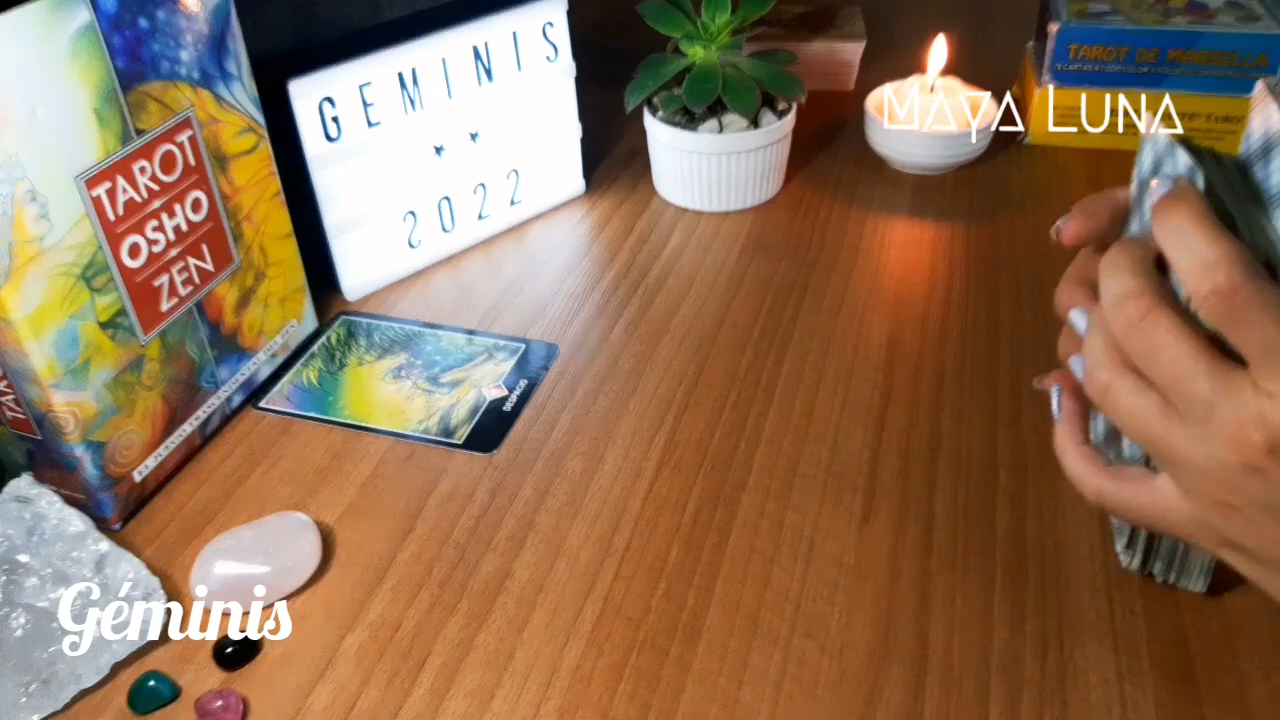 TAROT
OSHO
ZEN
GEMINIS
2022
DESPACIO
TAROT DE MARSELLA
Maya Luna
Géminis